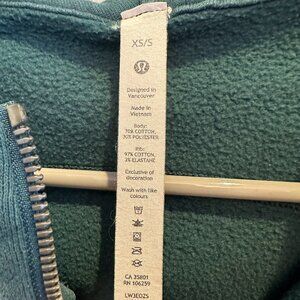 XS/S
Designed in
Vancouver
Made in
Vietnam
Body:
70% COTTON,
30% POLYESTER
Rib:
97% COTTON,
3% ELASTANE
Exclusive of
decoration
Wash with like
colours
CA 35801
RN 106259
LW3EOZS